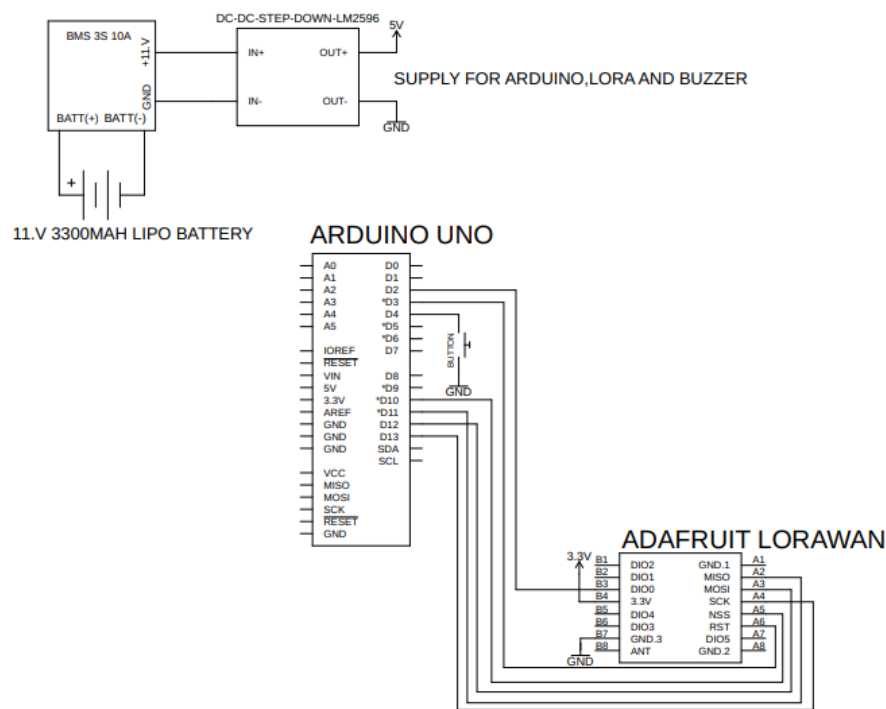 DC-DC-STEP-DOWN-LM2596
BMS 3S 10A
+11.V
GND
BATT(+) BATT(-)
IN+ OUT+
IN- OUT-
5V
GND
SUPPLY FOR ARDUINO,LORA AND BUZZER
+
11.V 3300MAH LIPO BATTERY
ARDUINO UNO
A0 D0
A1 D1
A2 D2
A3 *D3
A4 D4
A5 *D5
*D6
IOREF D7
RESET
VIN D8
5V *D9
3.3V *D10
AREF *D11
GND D12
GND D13
GND SDA
SCL
VCC
MISO
MOSI
SCK
RESET
GND
BUTTON
GND
ADAFRUIT LORAWAN
3.3V
B1 DIO2 GND.1 A1
B2 DIO1 MISO A2
B3 DIO0 MOSI A3
B4 3.3V SCK A4
B5 DIO4 NSS A5
B6 DIO3 RST A6
B7 GND.3 DIO5 A7
B8 ANT GND.2 A8
GND